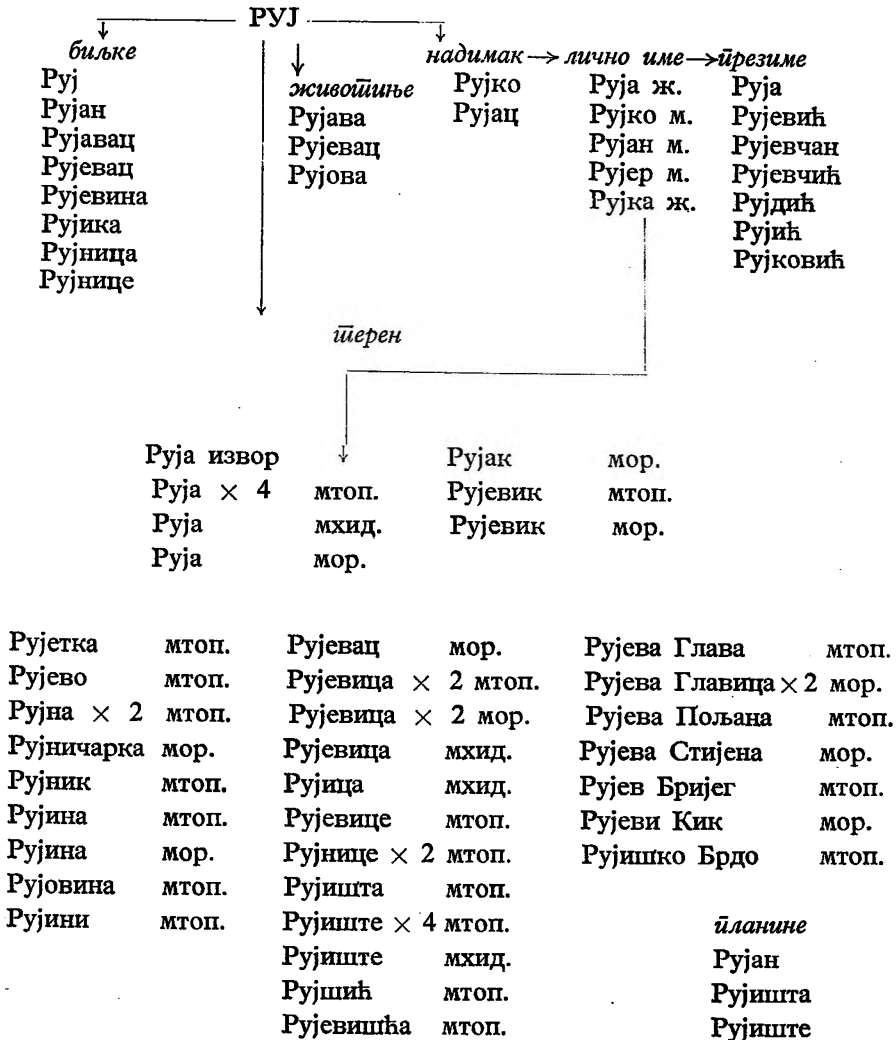 РУЈ
биљке
Руј
Рујан
Рујавац
Рујевац
Рујевина
Рујика
Рујница
Рујнице
животиње
Рујава
Рујевац
Рујова
надимак → лично име → презиме
Рујко
Рујац
Руја ж.
Рујко м.
Рујан м.
Рујер м.
Рујка ж.
Руја
Рујевић
Рујевчан
Рујевчић
Рујдић
Рујић
Рујковић
терен
Руја извор
Руја × 4 мтоп.
Руја мхид.
Руја мор.
Рујак мор.
Рујевик мтоп.
Рујевик мор.
Рујетка мтоп.
Рујево мтоп.
Рујна × 2 мтоп.
Рујничарка мор.
Рујник мтоп.
Рујина мтоп.
Рујина мор.
Рујовина мтоп.
Рујини мтоп.
Рујевац мор.
Рујевица × 2 мтоп.
Рујевица × 2 мор.
Рујевица мхид.
Рујица мхид.
Рујевице мтоп.
Рујнице × 2 мтоп.
Рујишта мтоп.
Рујиште × 4 мтоп.
Рујиште мхид.
Рујшић мтоп.
Рујевишћа мтоп.
Рујева Глава мтоп.
Рујева Главица × 2 мор.
Рујева Пољана мтоп.
Рујева Стијена мор.
Рујев Бријег мтоп.
Рујеви Кик мор.
Рујишко Брдо мтоп.
планине
Рујан
Рујишта
Рујиште